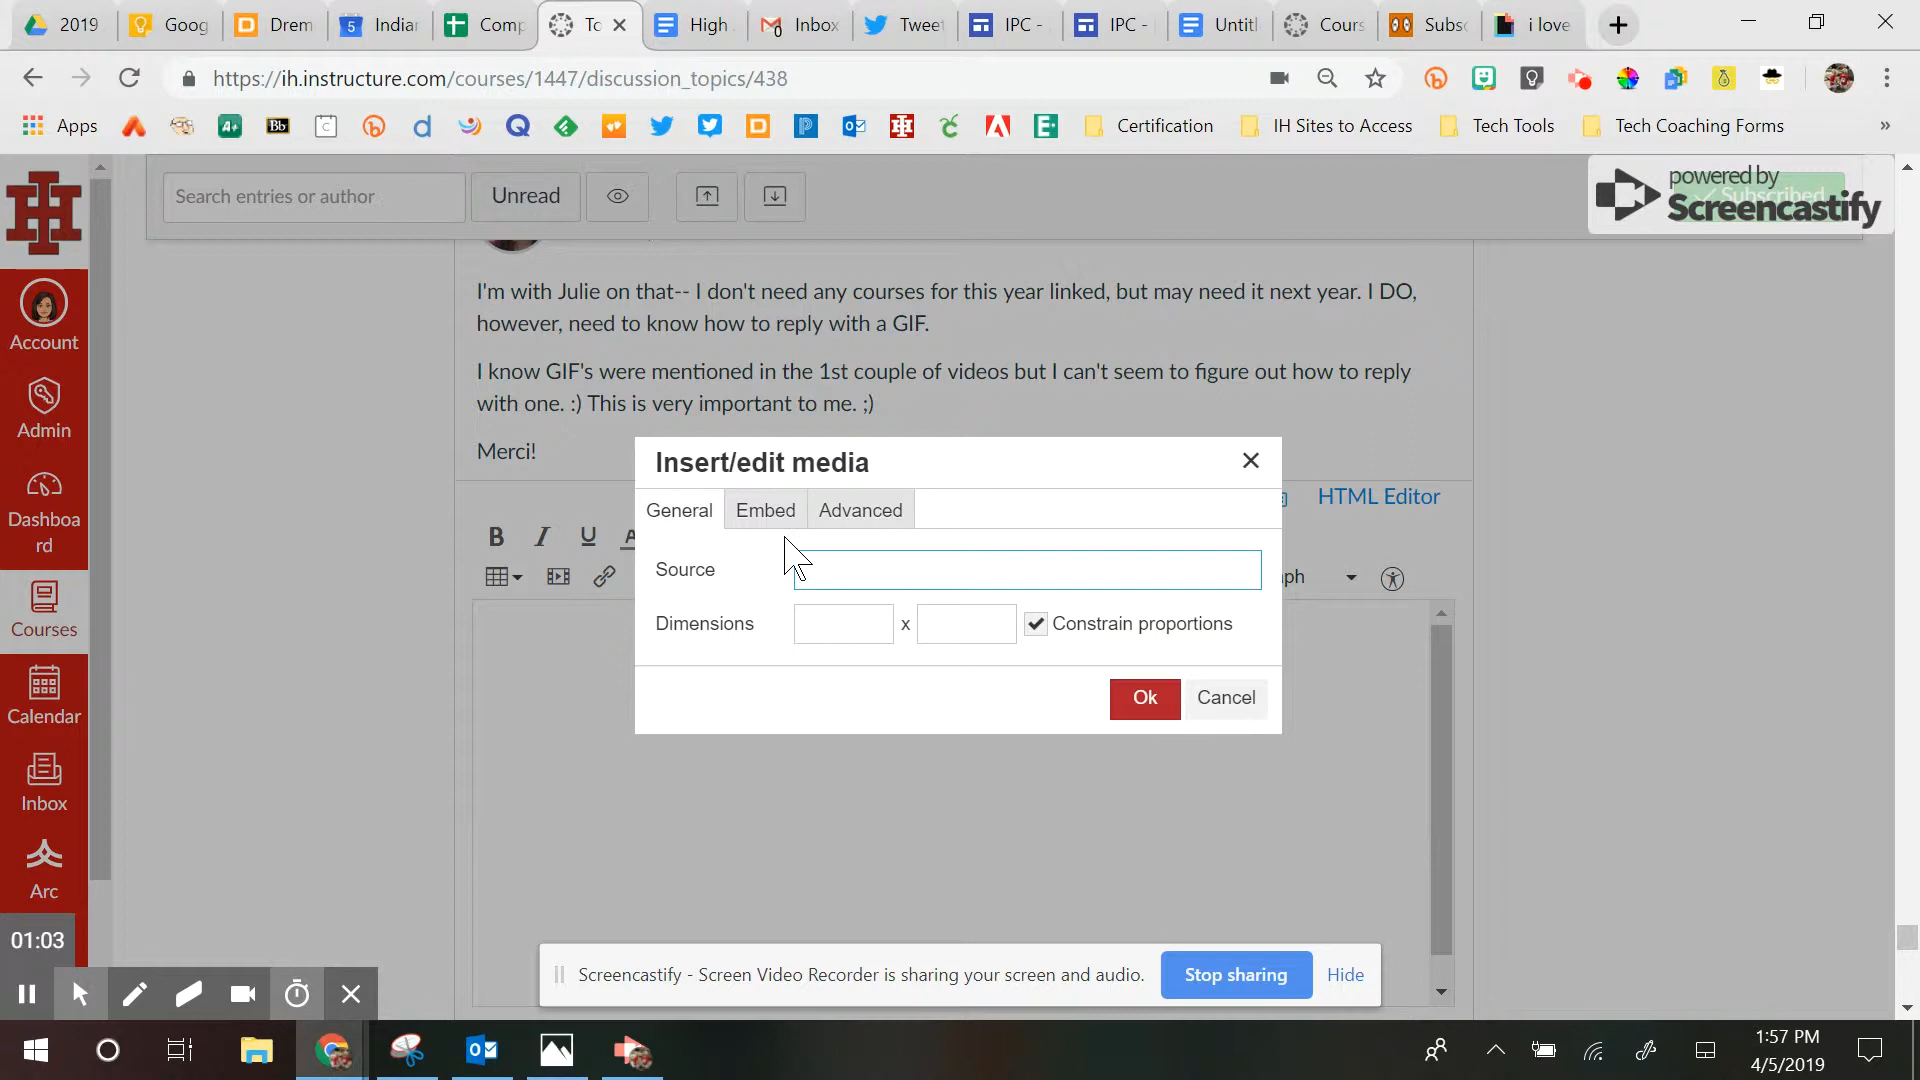 2019
Goog
Drem
Indiar
Comp
To
High
Inbox
Tweet
IPC -
IPC -
Untitl
Cours
Subsc
i love
https://ih.instructure.com/courses/1447/discussion_topics/438
Apps
Bb
Certification
IH Sites to Access
Tech Tools
Tech Coaching Forms
»
Search entries or author
Unread
powered by
Screencastify
Subscribed
Account
Admin
Dashboa
rd
Courses
Calendar
Inbox
Arc
I'm with Julie on that-- I don't need any courses for this year linked, but may need it next year. I DO,
however, need to know how to reply with a GIF.
I know GIF's were mentioned in the 1st couple of videos but I can't seem to figure out how to reply
with one. :) This is very important to me. ;)
Merci!
HTML Editor
B I U A
ph
Insert/edit media
General Embed Advanced
Source
Dimensions x Constrain proportions
Ok Cancel
01:03
Screencastify - Screen Video Recorder is sharing your screen and audio. Stop sharing Hide
1:57 PM
4/5/2019